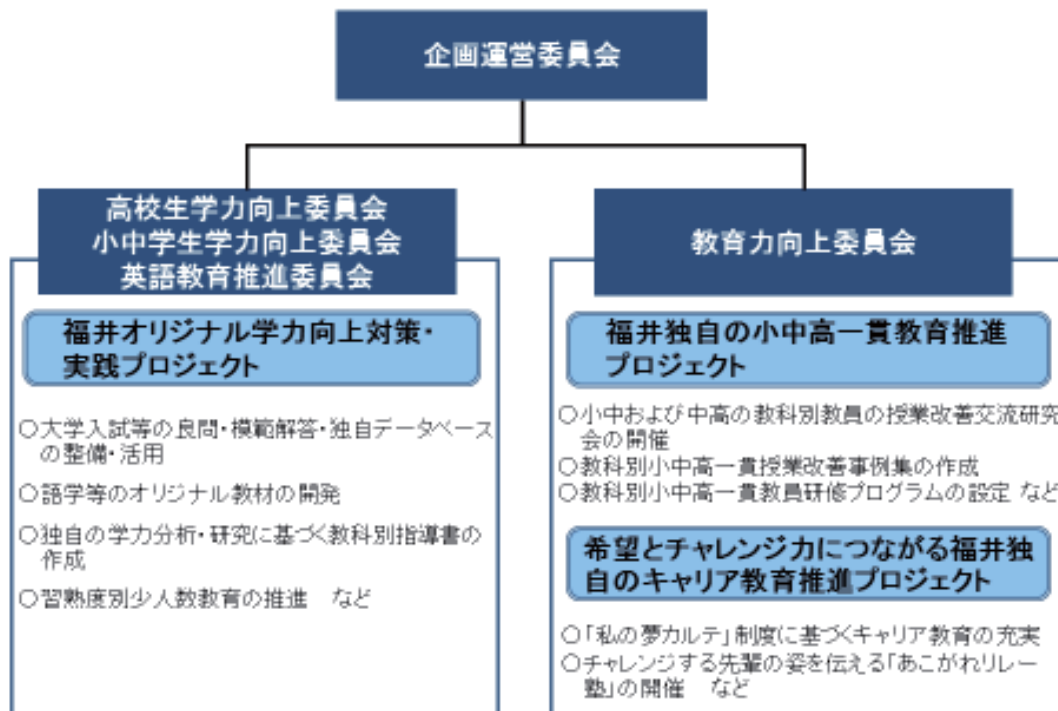 企画運営委員会
高校生学力向上委員会
小中学生学力向上委員会
英語教育推進委員会
福井オリジナル学力向上対策・
実践プロジェクト
○大学入試等の良問・模範解答・独自データベース
の整備・活用
○語学等のオリジナル教材の開発
○独自の学力分析・研究に基づく教科別指導書の
作成
○習熟度別少人数教育の推進 など
教育力向上委員会
福井独自の小中高一貫教育推進
プロジェクト
○小中および中高の教科別教員の授業改善交流研究
会の開催
○教科別小中高一貫授業改善事例集の作成
○教科別小中高一貫教員研修プログラムの設定 など
希望とチャレンジ力につながる福井独
自のキャリア教育推進プロジェクト
○「私の夢カルテ」制度に基づくキャリア教育の充実
○チャレンジする先輩の姿を伝える「あこがれリレー
塾」の開催 など